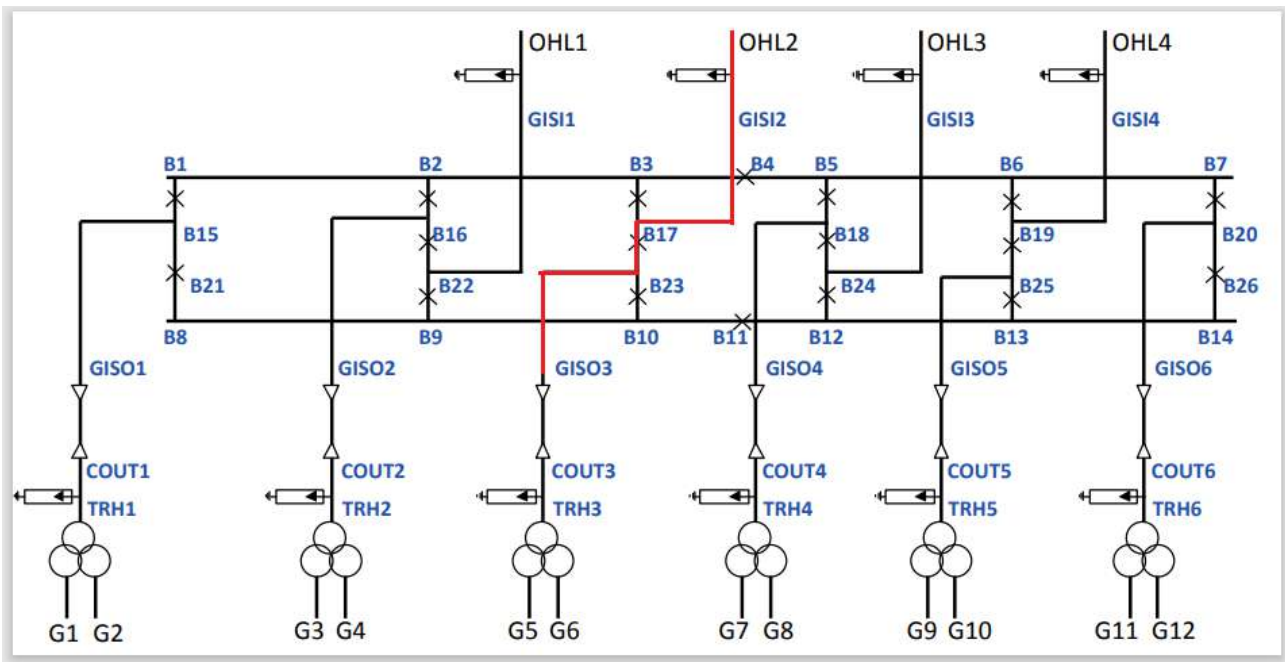 OHL1 OHL2 OHL3 OHL4
GISI1 GISI2 GISI3 GISI4
B1 B2 B3 B4 B5 B6 B7
B15 B16 B17 B18 B19 B20
B21 B22 B23 B24 B25 B26
B8 B9 B10 B11 B12 B13 B14
GISO1 GISO2 GISO3 GISO4 GISO5 GISO6
COUT1 COUT2 COUT3 COUT4 COUT5 COUT6
TRH1 TRH2 TRH3 TRH4 TRH5 TRH6
G1 G2 G3 G4 G5 G6 G7 G8 G9 G10 G11 G12